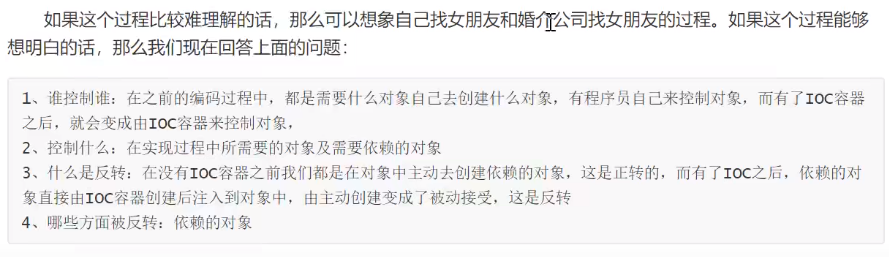 如果这个过程比较难理解的话，那么可以想象自己找女朋友和婚介公司找女朋友的过程。如果这个过程能够
想明白的话，那么我们现在回答上面的问题：
1、谁控制谁：在之前的编码过程中，都是需要什么对象自己去创建什么对象，有程序员自己来控制对象，而有了IOC容器
之后，就会变成由IOC容器来控制对象，
2、控制什么：在实现过程中所需要的对象及需要依赖的对象
3、什么是反转：在没有IOC容器之前我们都是在对象中主动去创建依赖的对象，这是正转的，而有了IOC之后，依赖的对
象直接由IOC容器创建后注入到对象中，由主动创建变成了被动接受，这是反转
4、哪些方面被反转：依赖的对象